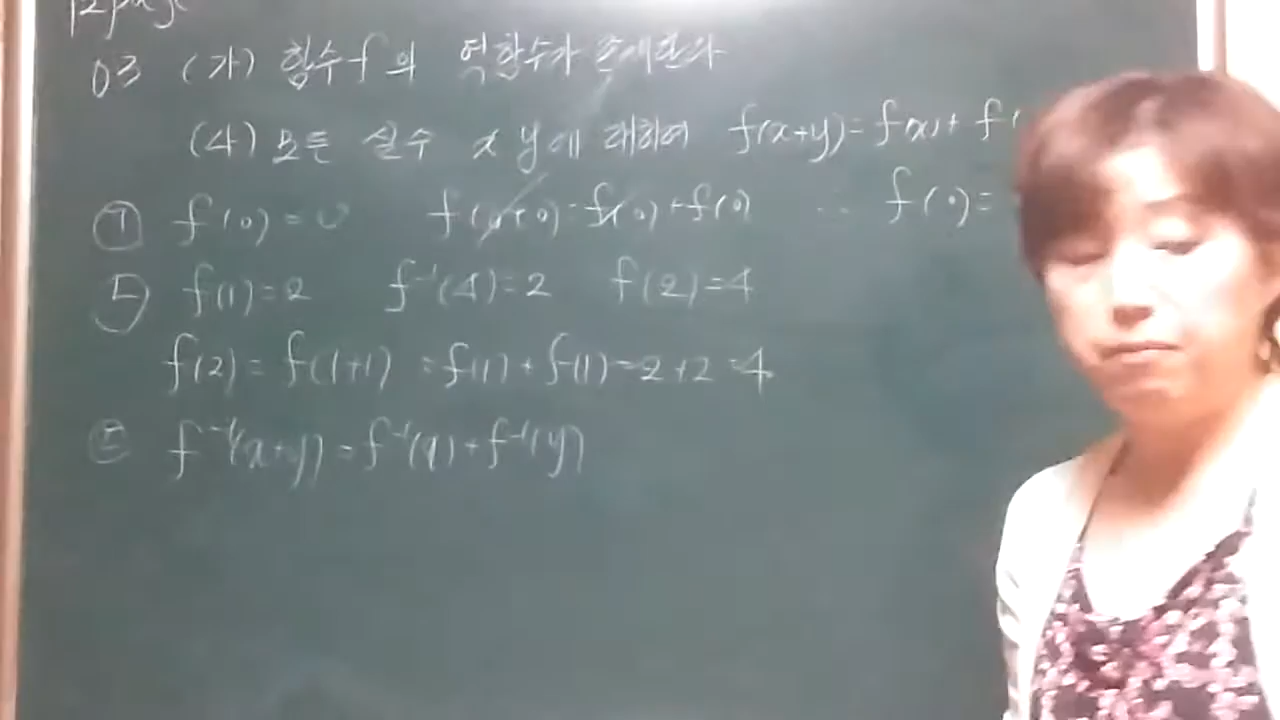 12page
03 (가) 함수 f 의 역함수가 존재한다
(4) 모든 실수 x y에 대하여 f(x+y)=f(x)+f(
㉠ f(0)=0 f(0+0)=f(0)+f(0) ∴ f(0)=
㉡ f(1)=2 f⁻¹(4)=2 f(2)=4
f(2)= f(1+1) =f(1)+f(1)=2+2=4
㉢ f⁻¹(x+y)=f⁻¹(x)+f⁻¹(y)